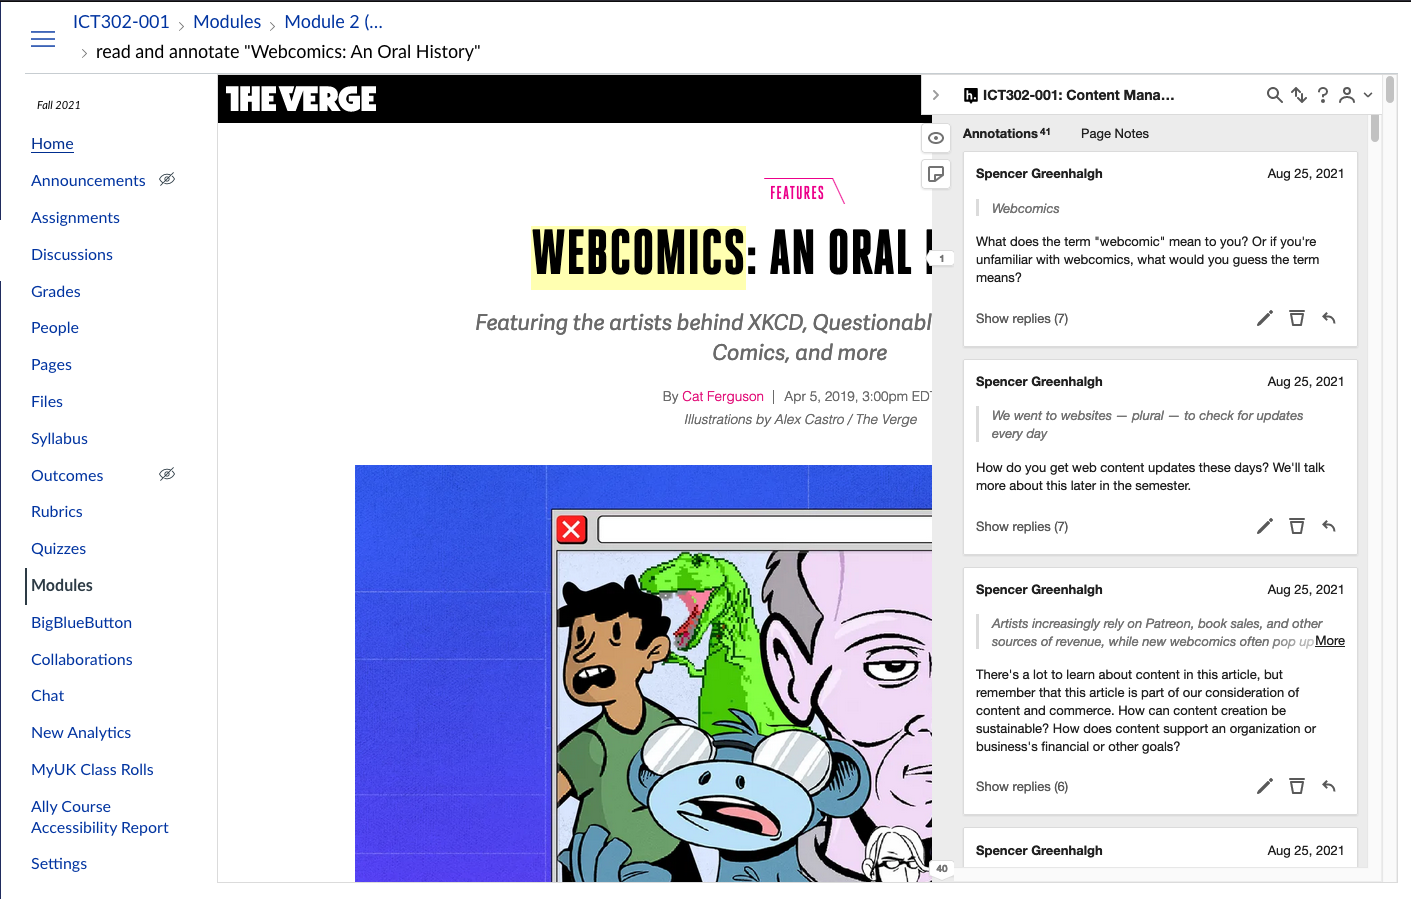 ICT302-001 > Modules > Module 2 (...
> read and annotate "Webcomics: An Oral History"
Fall 2021
Home
Announcements
Assignments
Discussions
Grades
People
Pages
Files
Syllabus
Outcomes
Rubrics
Quizzes
Modules
BigBlueButton
Collaborations
Chat
New Analytics
MyUK Class Rolls
Ally Course
Accessibility Report
Settings
THE VERGE
FEATURES
WEBCOMICS: AN ORAL
Featuring the artists behind XKCD, Questionabl
Comics, and more
By Cat Ferguson | Apr 5, 2019, 3:00pm EDT
Illustrations by Alex Castro / The Verge
1
40
h. ICT302-001: Content Mana...
Annotations 41 Page Notes
Spencer Greenhalgh Aug 25, 2021
Webcomics
What does the term "webcomic" mean to you? Or if you're
unfamiliar with webcomics, what would you guess the term
means?
Show replies (7)
Spencer Greenhalgh Aug 25, 2021
We went to websites — plural — to check for updates
every day
How do you get web content updates these days? We'll talk
more about this later in the semester.
Show replies (7)
Spencer Greenhalgh Aug 25, 2021
Artists increasingly rely on Patreon, book sales, and other
sources of revenue, while new webcomics often pop up More
There's a lot to learn about content in this article, but
remember that this article is part of our consideration of
content and commerce. How can content creation be
sustainable? How does content support an organization or
business's financial or other goals?
Show replies (6)
Spencer Greenhalgh Aug 25, 2021